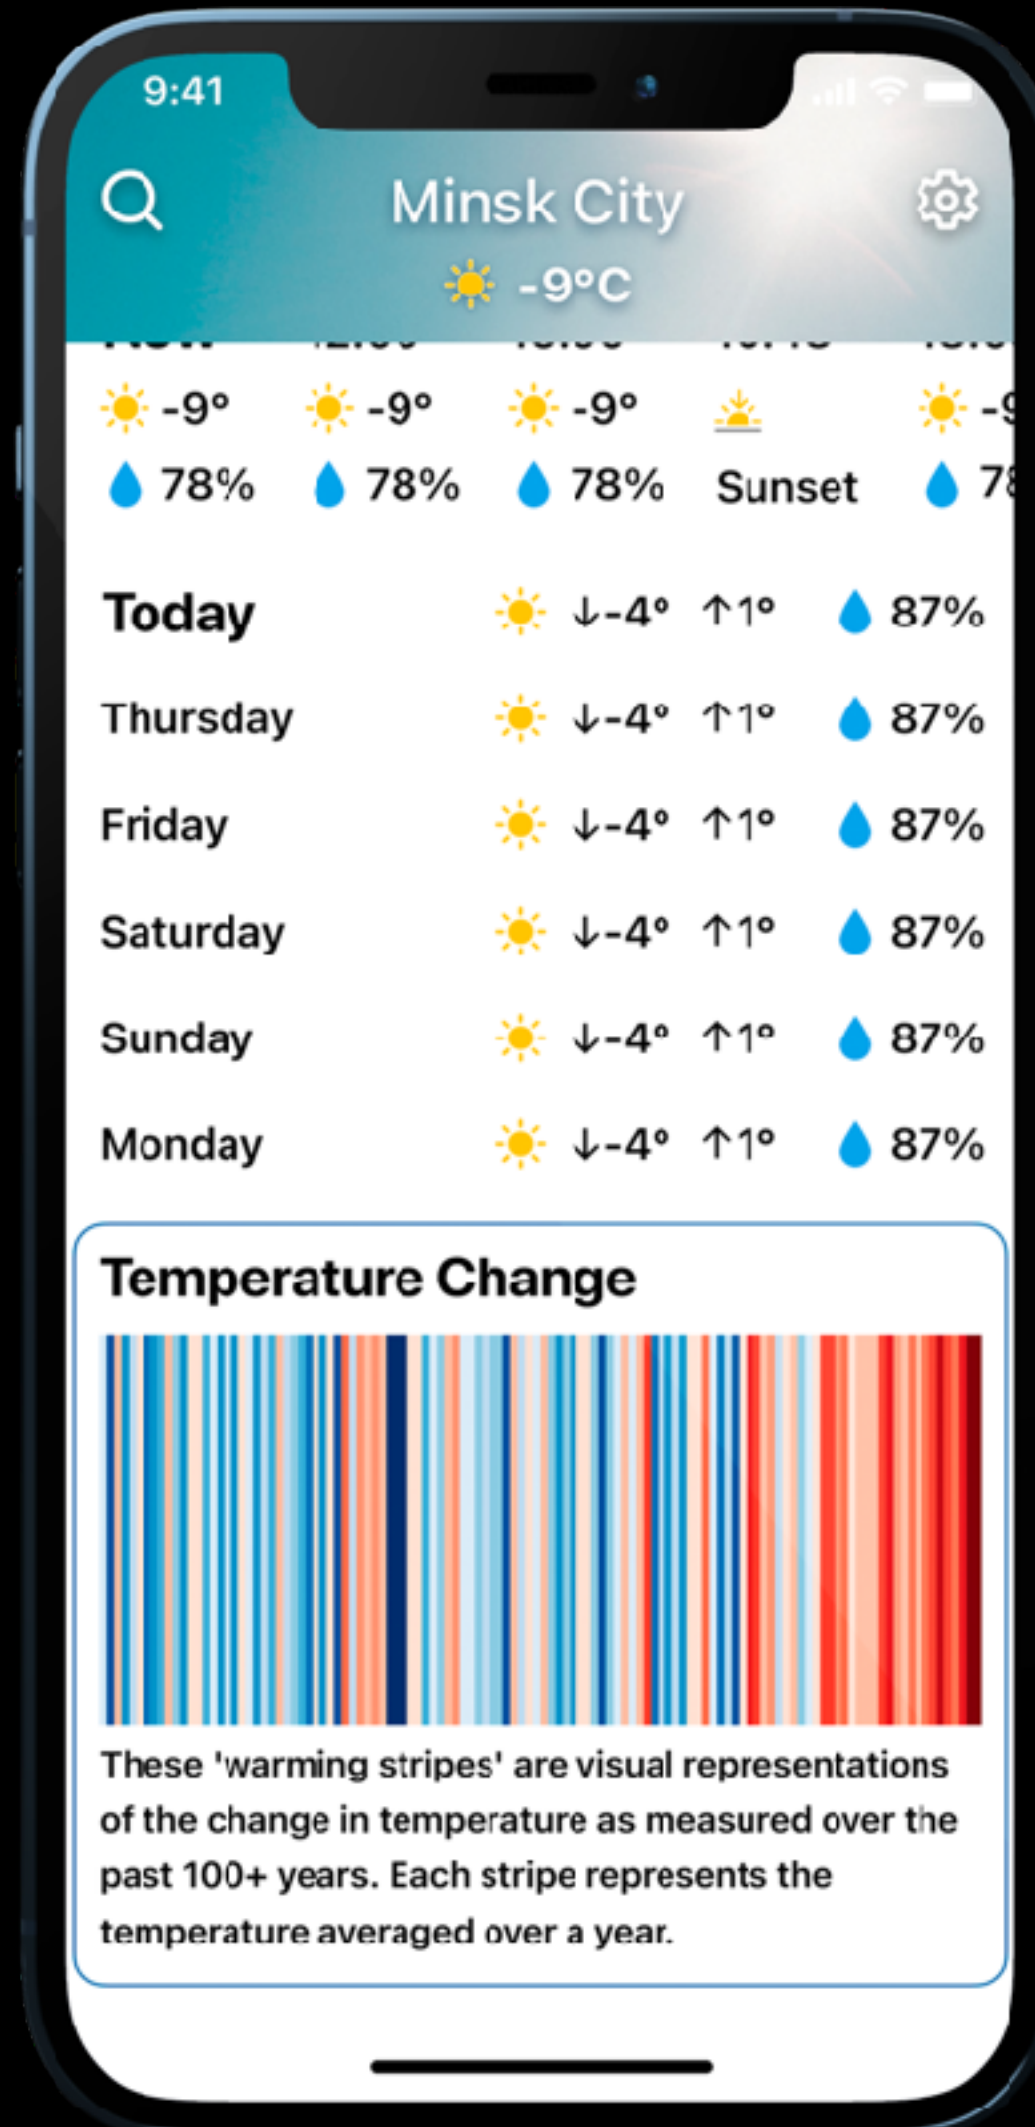 9:41
Minsk City
-9°C
-9° -9° -9° -9
78% 78% 78% Sunset 78
Today ↓-4° ↑1° 87%
Thursday ↓-4° ↑1° 87%
Friday ↓-4° ↑1° 87%
Saturday ↓-4° ↑1° 87%
Sunday ↓-4° ↑1° 87%
Monday ↓-4° ↑1° 87%
Temperature Change
These 'warming stripes' are visual representations
of the change in temperature as measured over the
past 100+ years. Each stripe represents the
temperature averaged over a year.